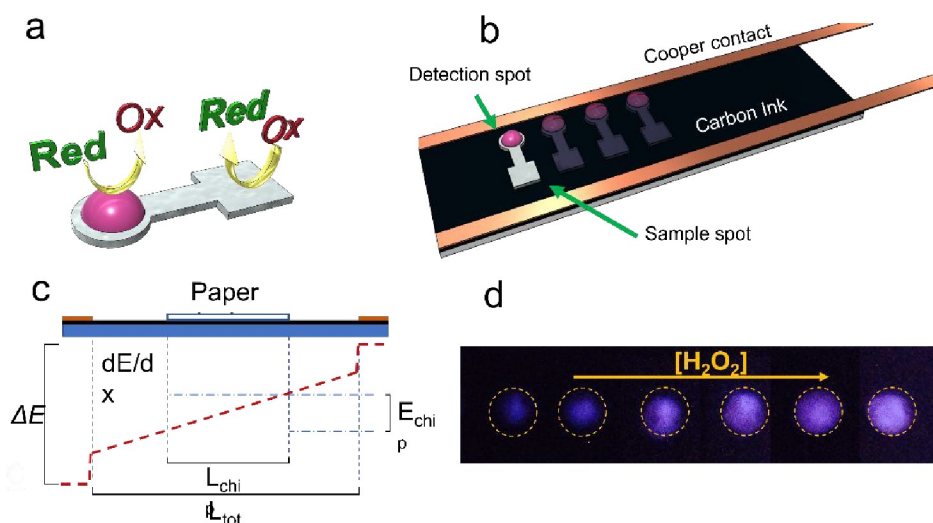 a
Red
Ox
Red
Ox
b
Detection spot
Cooper contact
Carbon Ink
Sample spot
c
Paper
dE/d
x
ΔE
E_chi
p
L_chi
p
L_tot
d
[H₂O₂]